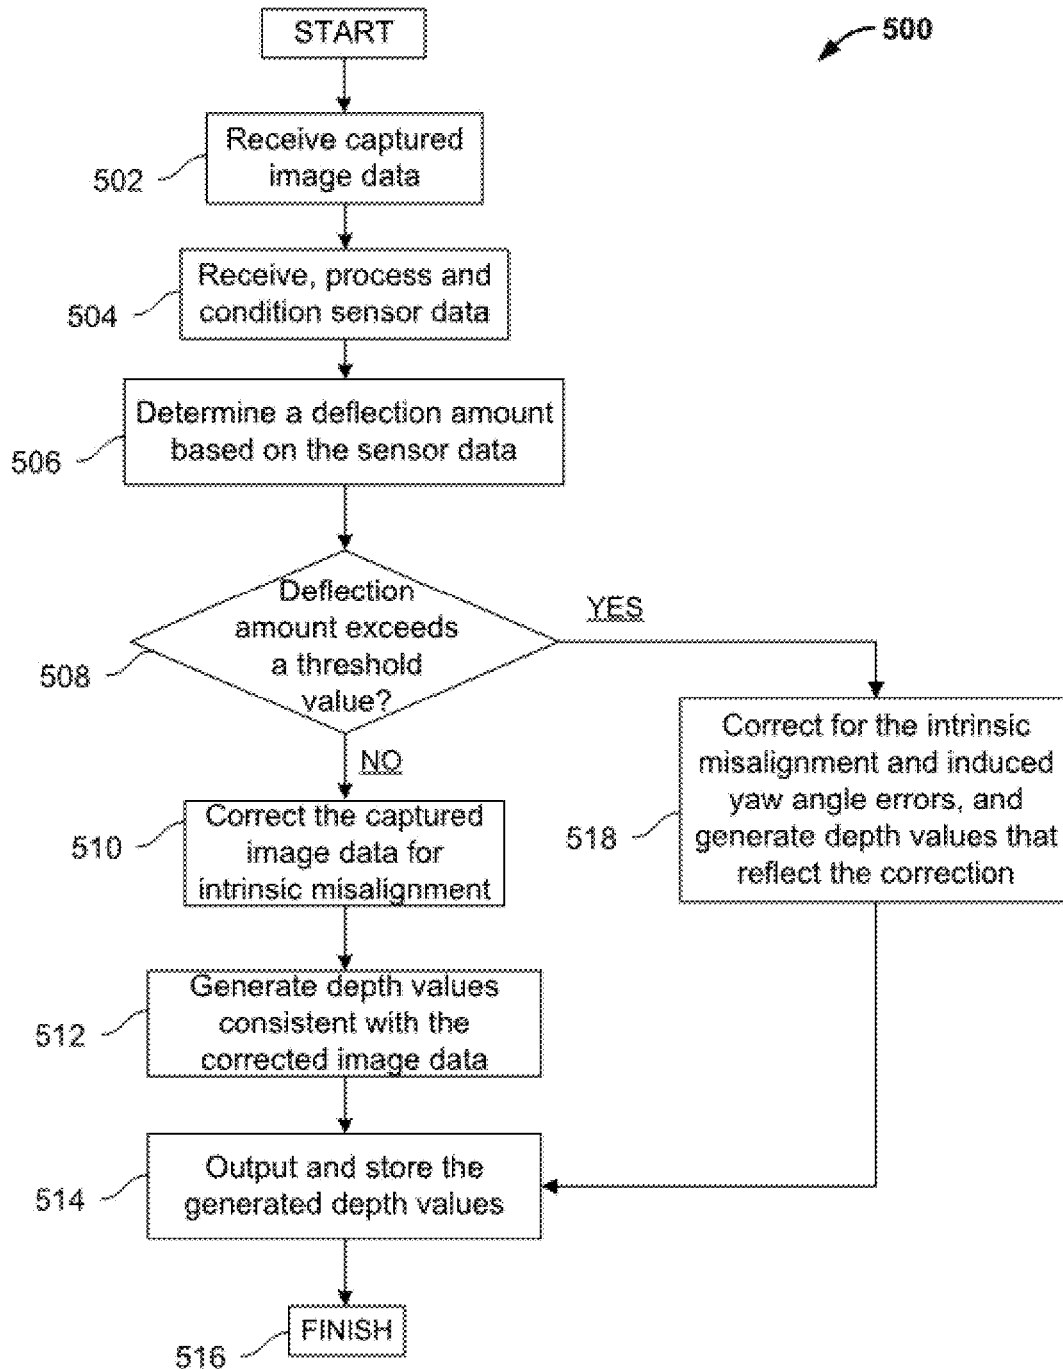 START
500
Receive captured
image data
502
Receive, process and
condition sensor data
504
Determine a deflection amount
based on the sensor data
506
Deflection
amount exceeds
a threshold
value?
508
YES
NO
Correct the captured
image data for
intrinsic misalignment
510
Correct for the intrinsic
misalignment and induced
yaw angle errors, and
generate depth values that
reflect the correction
518
Generate depth values
consistent with the
corrected image data
512
Output and store the
generated depth values
514
FINISH
516